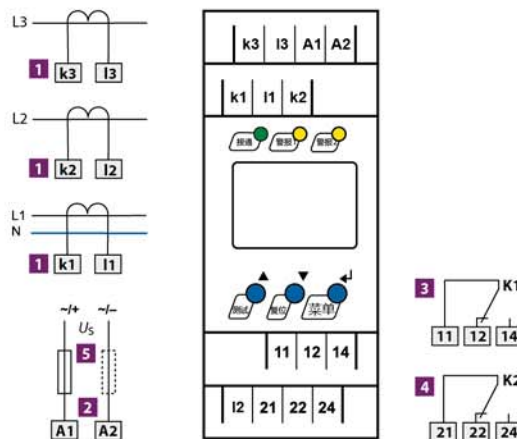 L3
1 k3 l3
L2
1 k2 l2
L1
N
1 k1 l1
~/+ ~/–
Us
5
2
A1 A2
k3 l3 A1 A2
k1 l1 k2
接通 警报1 警报2
测试 复位 菜单
11 12 14
l2 21 22 24
3 K1
11 12 14
4 K2
21 22 24